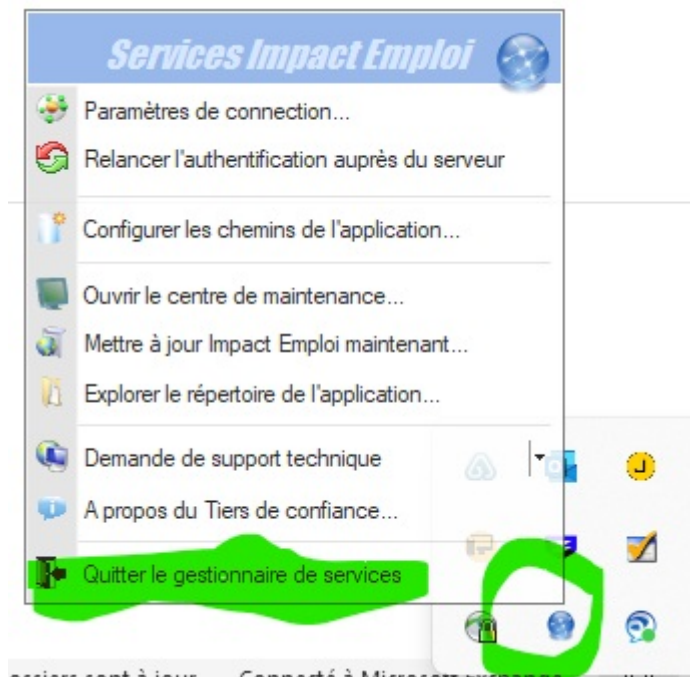 Services Impact Emploi
Paramètres de connection...
Relancer l'authentification auprès du serveur
Configurer les chemins de l'application...
Ouvrir le centre de maintenance...
Mettre à jour Impact Emploi maintenant...
Explorer le répertoire de l'application...
Demande de support technique
A propos du Tiers de confiance...
Quitter le gestionnaire de services